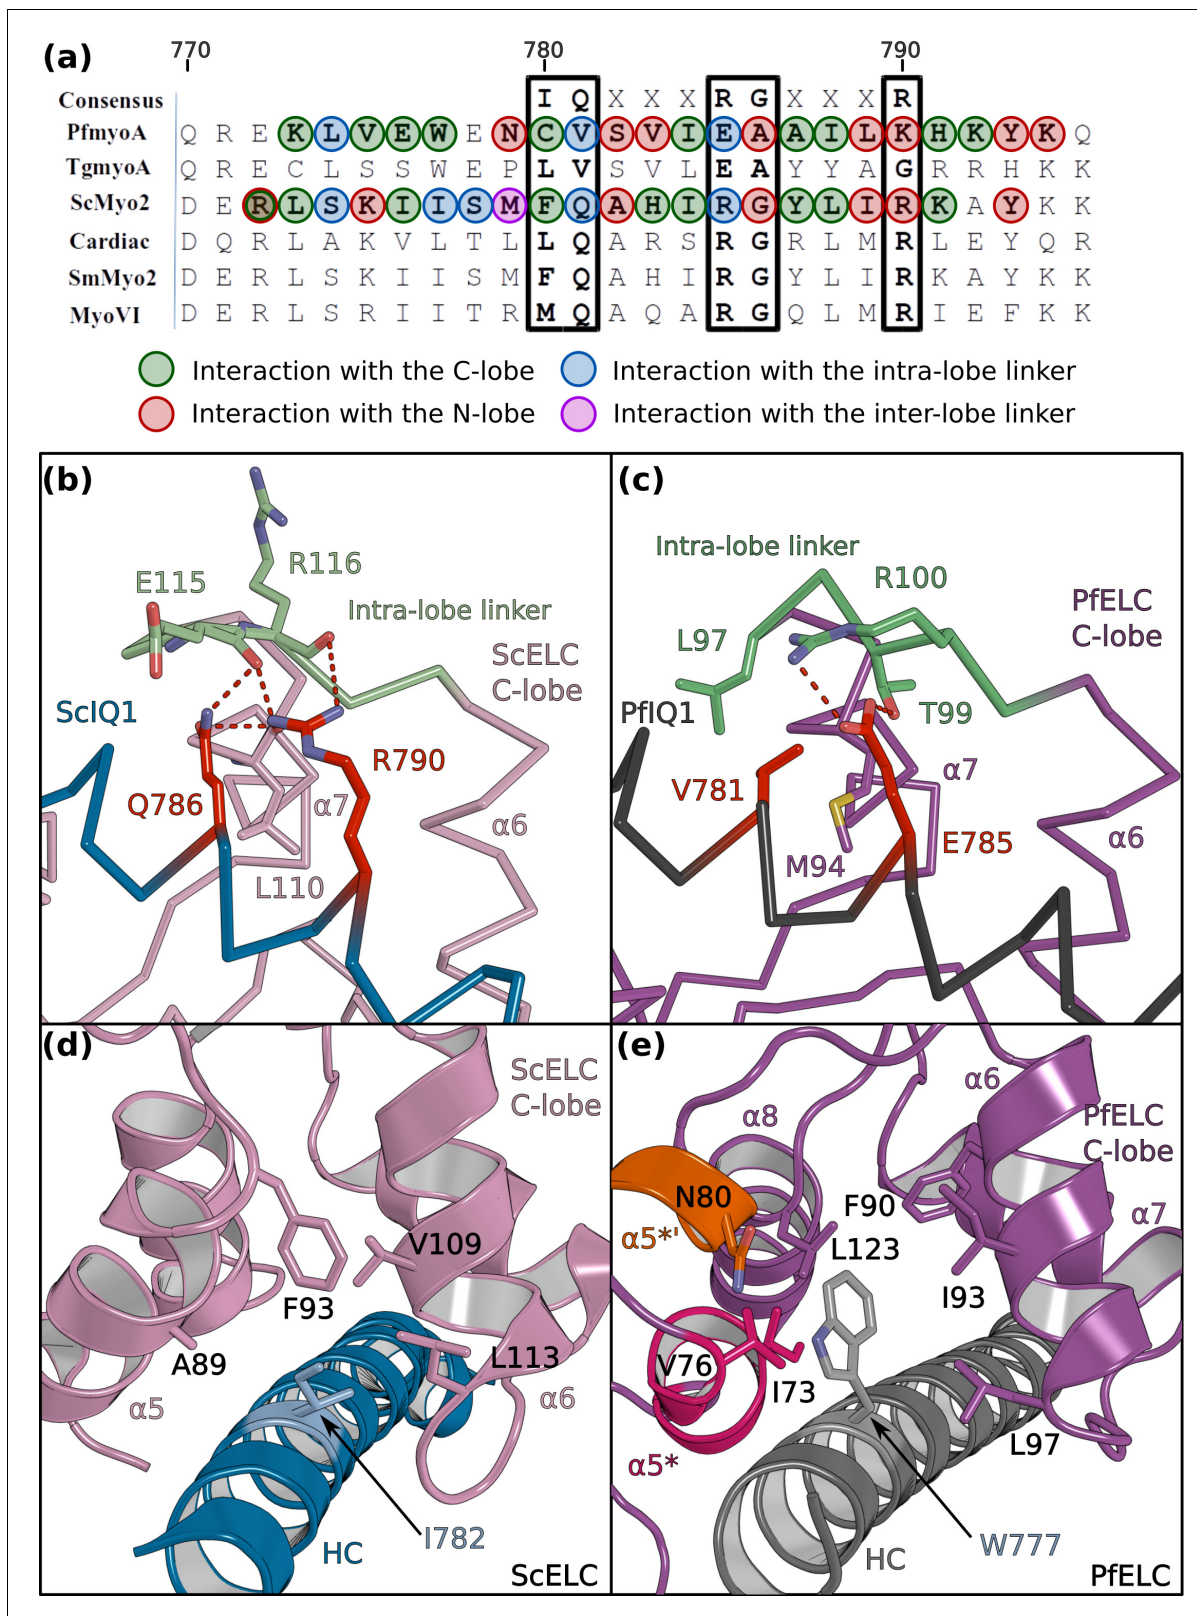 (a)
770 780 790
Consensus I Q X X X R G X X X R
PfmyoA Q R E K L V E W E N C V S V I E A A I L K H K Y K Q
TgmyoA Q R E C L S S W E P L V S V L E A Y Y A G R R H K K
ScMyo2 D E R L S K I I S M F Q A H I R G Y L I R K A Y K K
Cardiac D Q R L A K V L T L L Q A R S R G R L M R L E Y Q R
SmMyo2 D E R L S K I I S M F Q A H I R G Y L I R K A Y K K
MyoVI D E R L S R I I T R M Q A Q A R G Q L M R I E F K K
Interaction with the C-lobe
Interaction with the intra-lobe linker
Interaction with the N-lobe
Interaction with the inter-lobe linker
(b)
R116
E115
Intra-lobe linker
ScELC
C-lobe
ScIQ1
R790
Q786
α7
α6
L110
(c)
Intra-lobe linker
R100
PfELC
C-lobe
L97
PfIQ1
T99
α7
V781
E785
α6
M94
(d)
ScELC
C-lobe
V109
F93
A89
L113
α5
α6
I782
HC
ScELC
(e)
α6
α8
PfELC
C-lobe
N80
F90
α7
α5*'
L123
I93
V76
I73
L97
α5*
HC
W777
PfELC